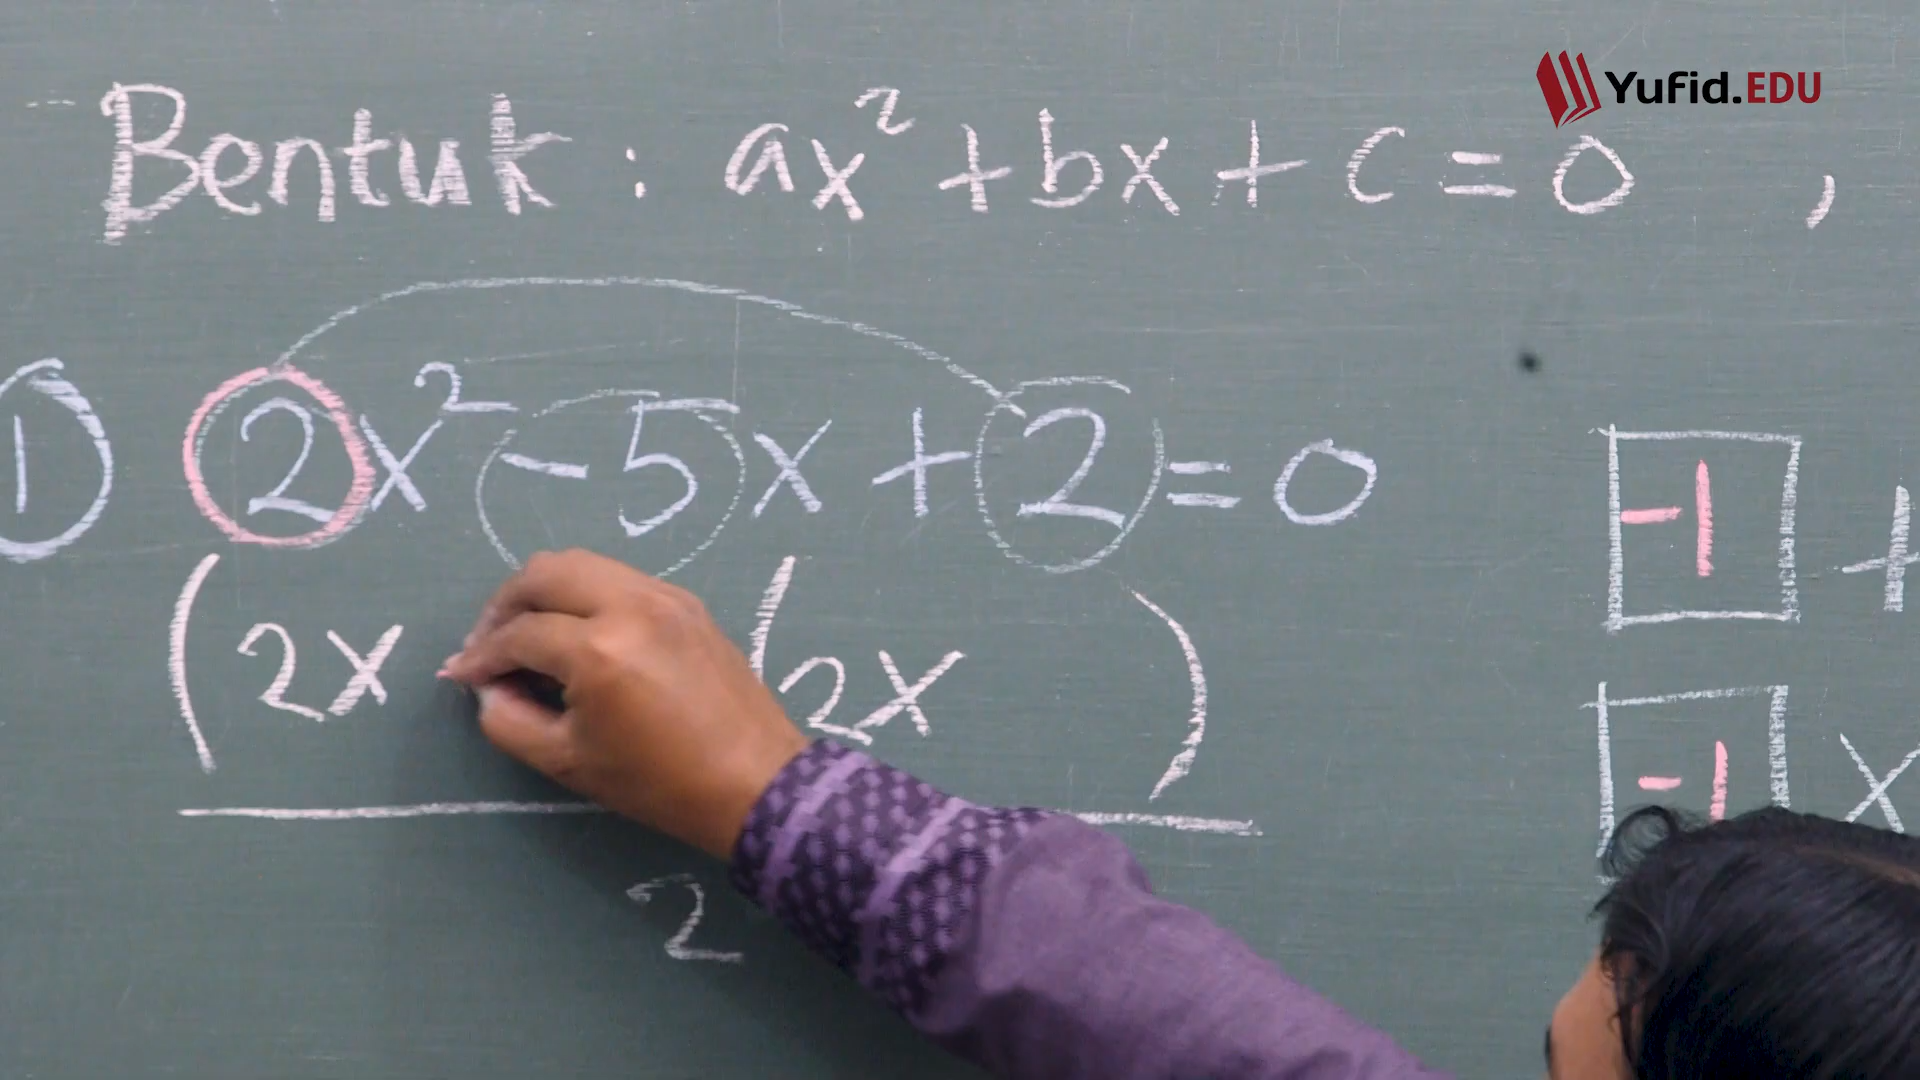 Yufid.EDU
Bentuk : ax² + bx + c = 0 ,
① 2x² - 5x + 2 = 0
-1 +
(2x (2x )
-1 x
2